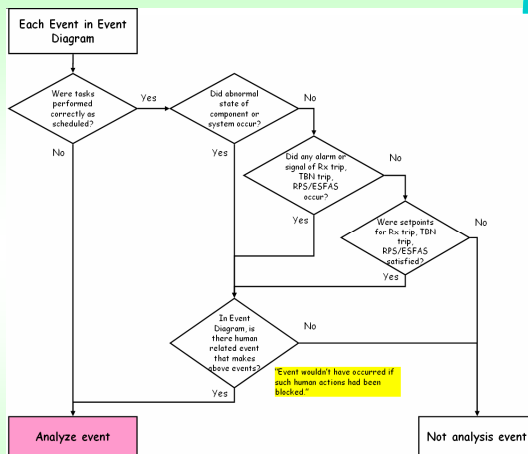 Each Event in Event
Diagram
Were tasks
performed
correctly as
scheduled?
Yes
No
Did abnormal
state of
component or
system occur?
No
Yes
Did any alarm or
signal of Rx trip,
TBN trip,
RPS/ESFAS
occur?
No
Yes
Were setpoints
for Rx trip, TBN
trip,
RPS/ESFAS
satisfied?
No
Yes
In Event
Diagram, is
there human
related event
that makes
above events?
No
Yes
"Event wouldn't have occurred if
such human actions had been
blocked."
Analyze event
Not analysis event